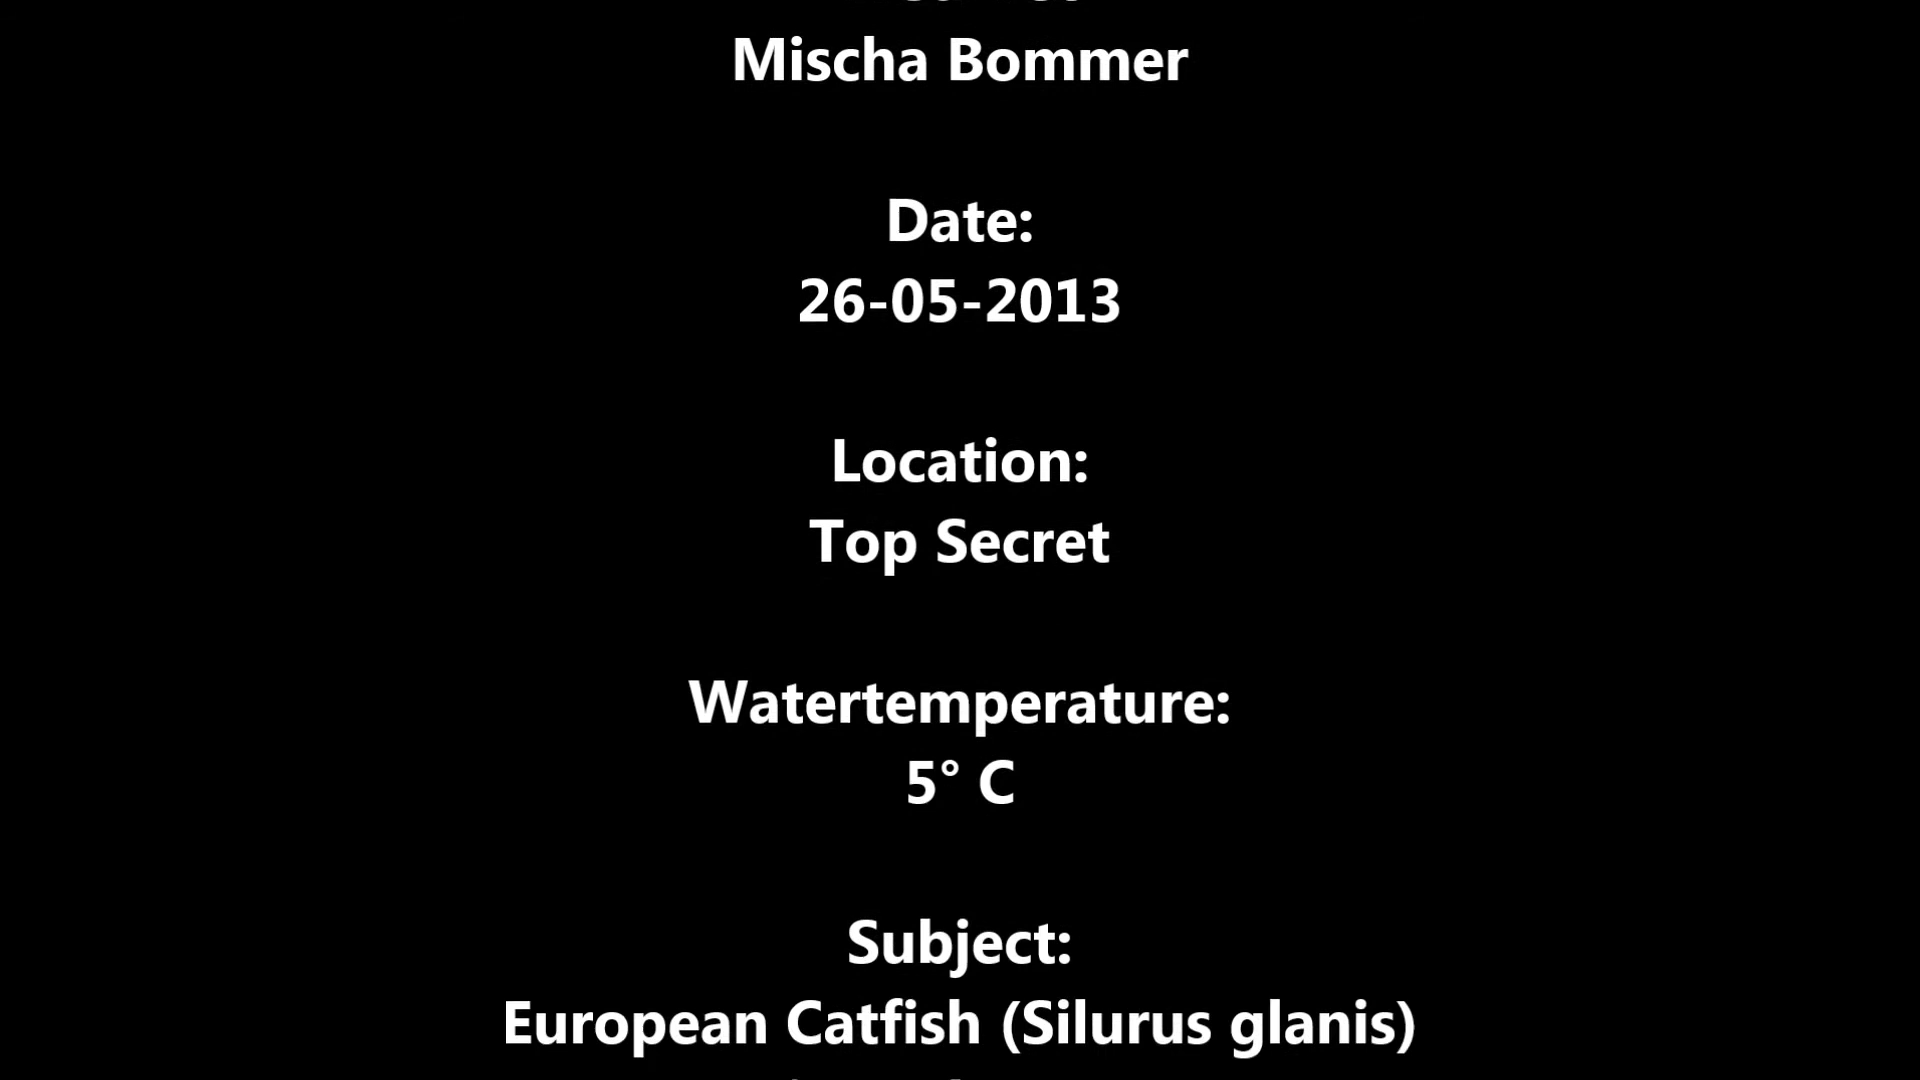 Mischa Bommer
Date:
26-05-2013
Location:
Top Secret
Watertemperature:
5° C
Subject:
European Catfish (Silurus glanis)